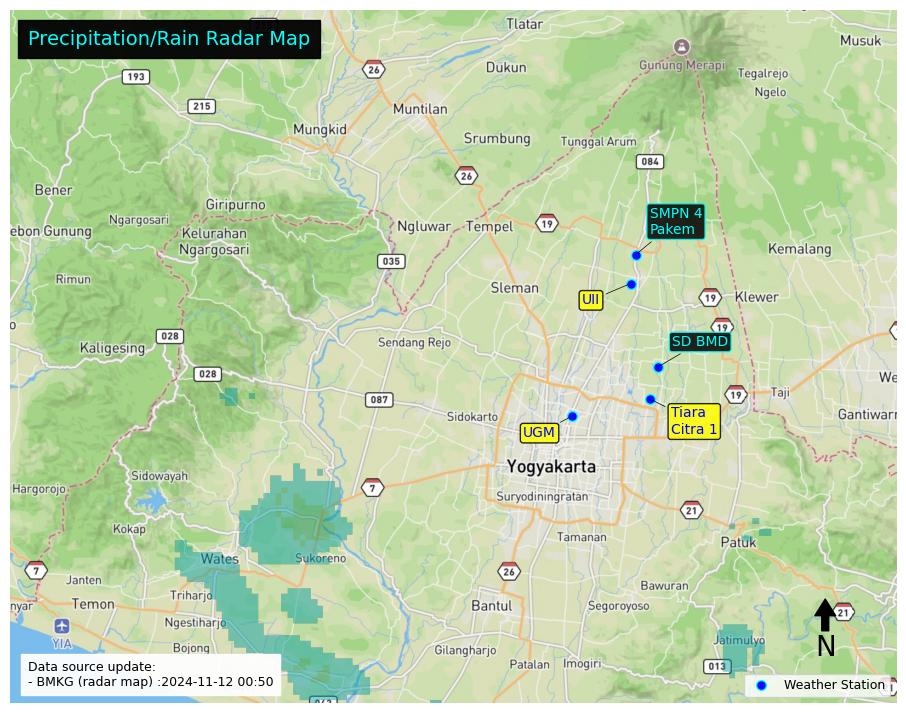 Precipitation/Rain Radar Map
Tlatar
Musuk
26
193
Dukun
Gunung Merapi
Tegalrejo
Ngelo
215
Muntilan
Mungkid
Srumbung
Tunggal Arum
084
26
Bener
Giripurno
SMPN 4
Pakem
Ngargosari
ebon Gunung
Kelurahan
Ngargosari
Ngluwar
Tempel
19
Kemalang
035
Rimun
Sleman
UII
19
Klewer
19
028
Kaligesing
Sendang Rejo
SD BMD
028
We
087
19
Taji
Sidokarto
Tiara
Citra 1
Gantiwarn
UGM
Yogyakarta
Sidowayah
Hargorojo
7
Suryodiningratan
21
Kokap
Tamanan
Patuk
Wates
Sukoreno
7
26
Janten
Bawuran
Triharjo
nyar
Temon
Bantul
Segoroyoso
21
Ngestiharjo
YIA
N
Jatimulyo
Bojong
Gilangharjo
Patalan
Imogiri
013
Data source update:
- BMKG (radar map) :2024-11-12 00:50
Weather Station